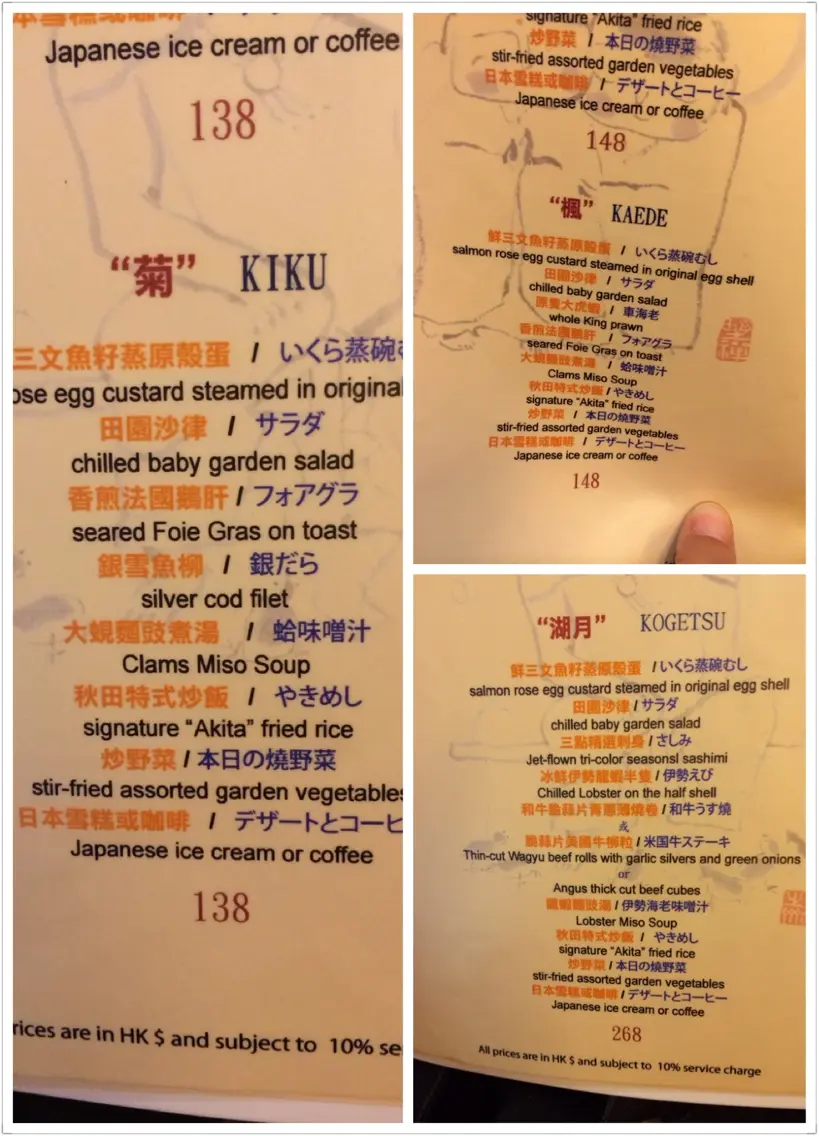 Japanese ice cream or coffee
138
“菊” KIKU
三文魚籽蒸原殼蛋 / いくら蒸碗む
ose egg custard steamed in original
田園沙律 / サラダ
chilled baby garden salad
香煎法國鵝肝 / フォアグラ
seared Foie Gras on toast
銀雪魚柳 / 銀だら
silver cod filet
大蜆麵豉煮湯 / 蛤味噌汁
Clams Miso Soup
秋田特式炒飯 / やきめし
signature “Akita” fried rice
炒野菜 / 本日の燒野菜
stir-fried assorted garden vegetables
日本雪糕或咖啡 / デザートとコーヒ
Japanese ice cream or coffee
138
rices are in HK $ and subject to 10% se
signature “Akita” fried rice
炒野菜 / 本日の燒野菜
stir-fried assorted garden vegetables
日本雪糕或咖啡 / デザートとコーヒー
Japanese ice cream or coffee
148
“楓” KAEDE
鮮三文魚籽蒸原殼蛋 / いくら蒸碗むし
salmon rose egg custard steamed in original egg shell
田園沙律 / サラダ
chilled baby garden salad
原隻大虎蝦 / 車海老
whole King prawn
香煎法國鵝肝 / フォアグラ
seared Foie Gras on toast
大蜆麵豉煮湯 / 蛤味噌汁
Clams Miso Soup
秋田特式炒飯 / やきめし
signature “Akita” fried rice
炒野菜 / 本日の燒野菜
stir-fried assorted garden vegetables
日本雪糕或咖啡 / デザートとコーヒー
Japanese ice cream or coffee
148
“湖月” KOGETSU
鮮三文魚籽蒸原殼蛋 / いくら蒸碗むし
salmon rose egg custard steamed in original egg shell
田園沙律 / サラダ
chilled baby garden salad
三點精選刺身 / さしみ
Jet-flown tri-color seasonsl sashimi
冰鮮伊勢龍蝦半隻 / 伊勢えび
Chilled Lobster on the half shell
和牛脆蒜片青蔥薄燒卷 / 和牛うす燒
或
脆蒜片美國牛柳粒 / 米国牛ステーキ
Thin-cut Wagyu beef rolls with garlic silvers and green onions
or
Angus thick cut beef cubes
龍蝦麵豉湯 / 伊勢海老味噌汁
Lobster Miso Soup
秋田特式炒飯 / やきめし
signature “Akita” fried rice
炒野菜 / 本日の燒野菜
stir-fried assorted garden vegetables
日本雪糕或咖啡 / デザートとコーヒー
Japanese ice cream or coffee
268
All prices are in HK $ and subject to 10% service charge